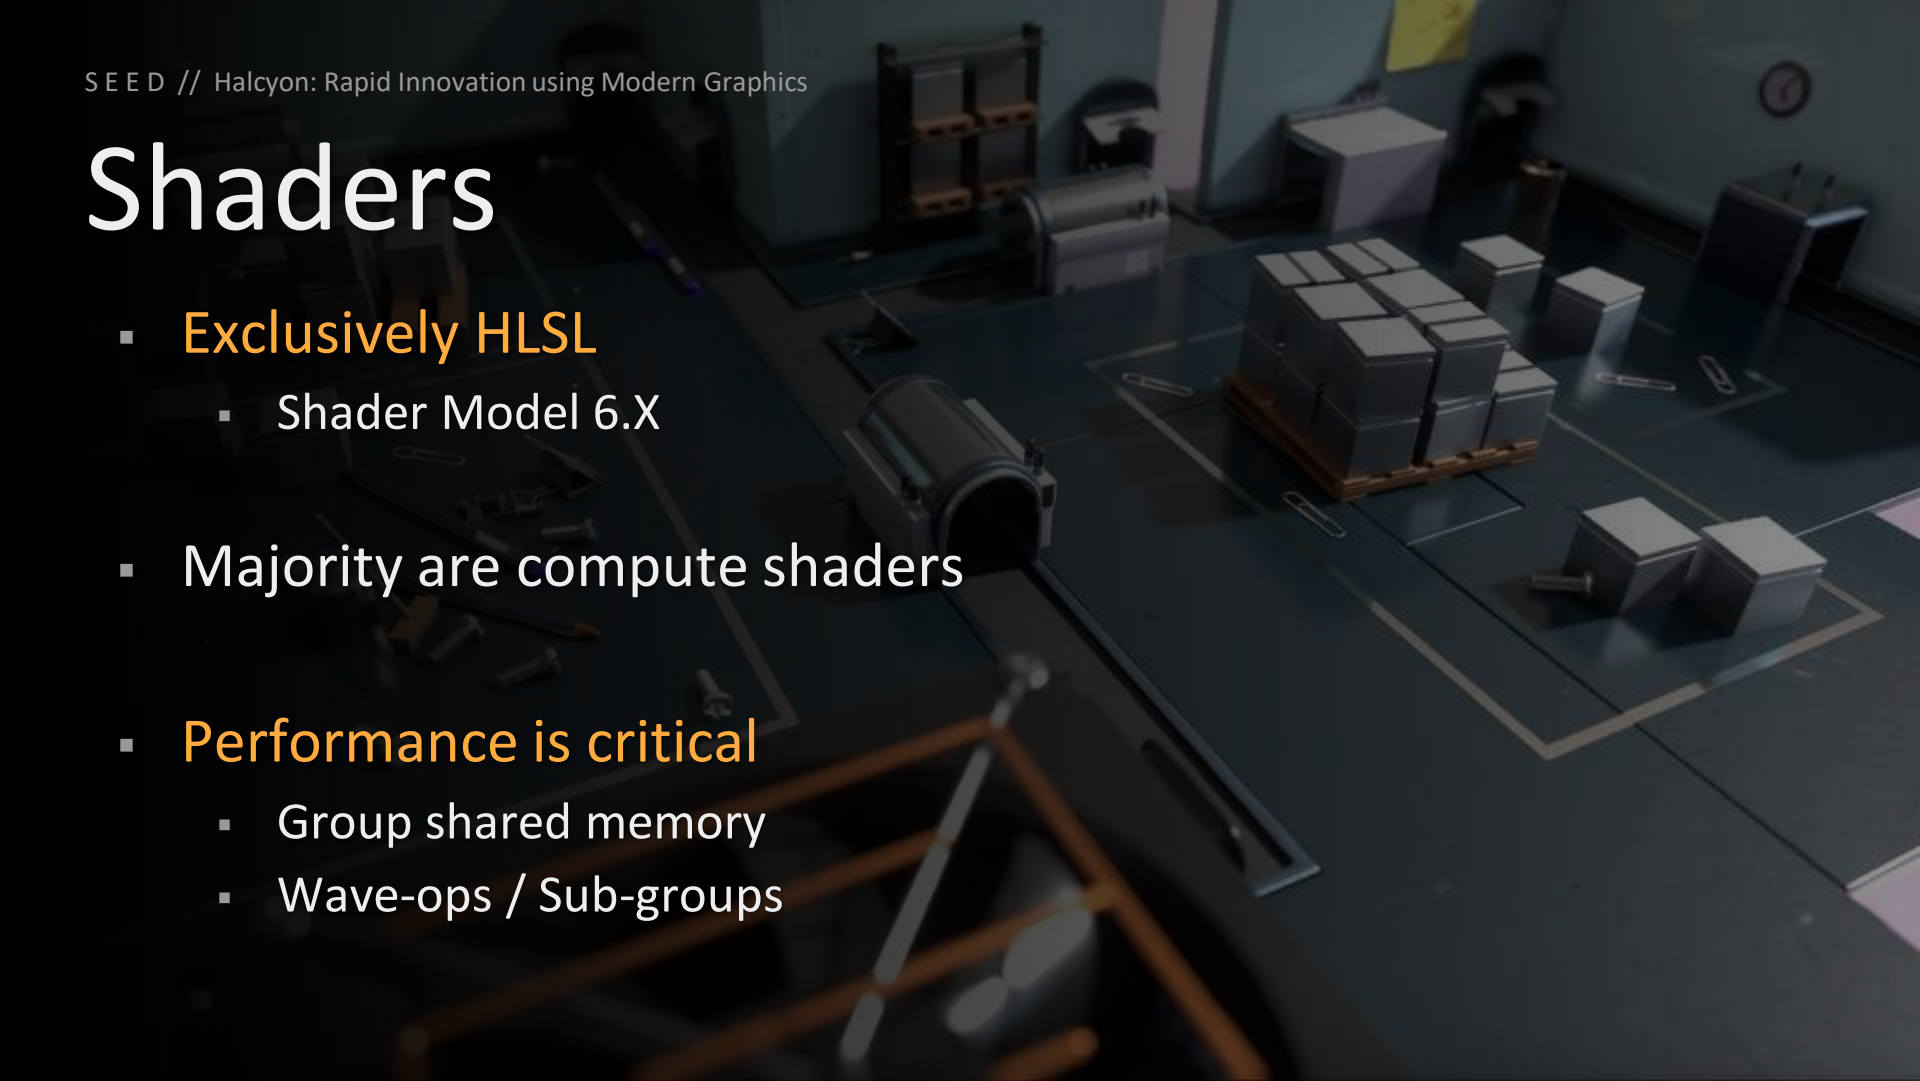 S E E D // Halcyon: Rapid Innovation using Modern Graphics
Shaders
▪ Exclusively HLSL
▪ Shader Model 6.X
▪ Majority are compute shaders
▪ Performance is critical
▪ Group shared memory
▪ Wave-ops / Sub-groups